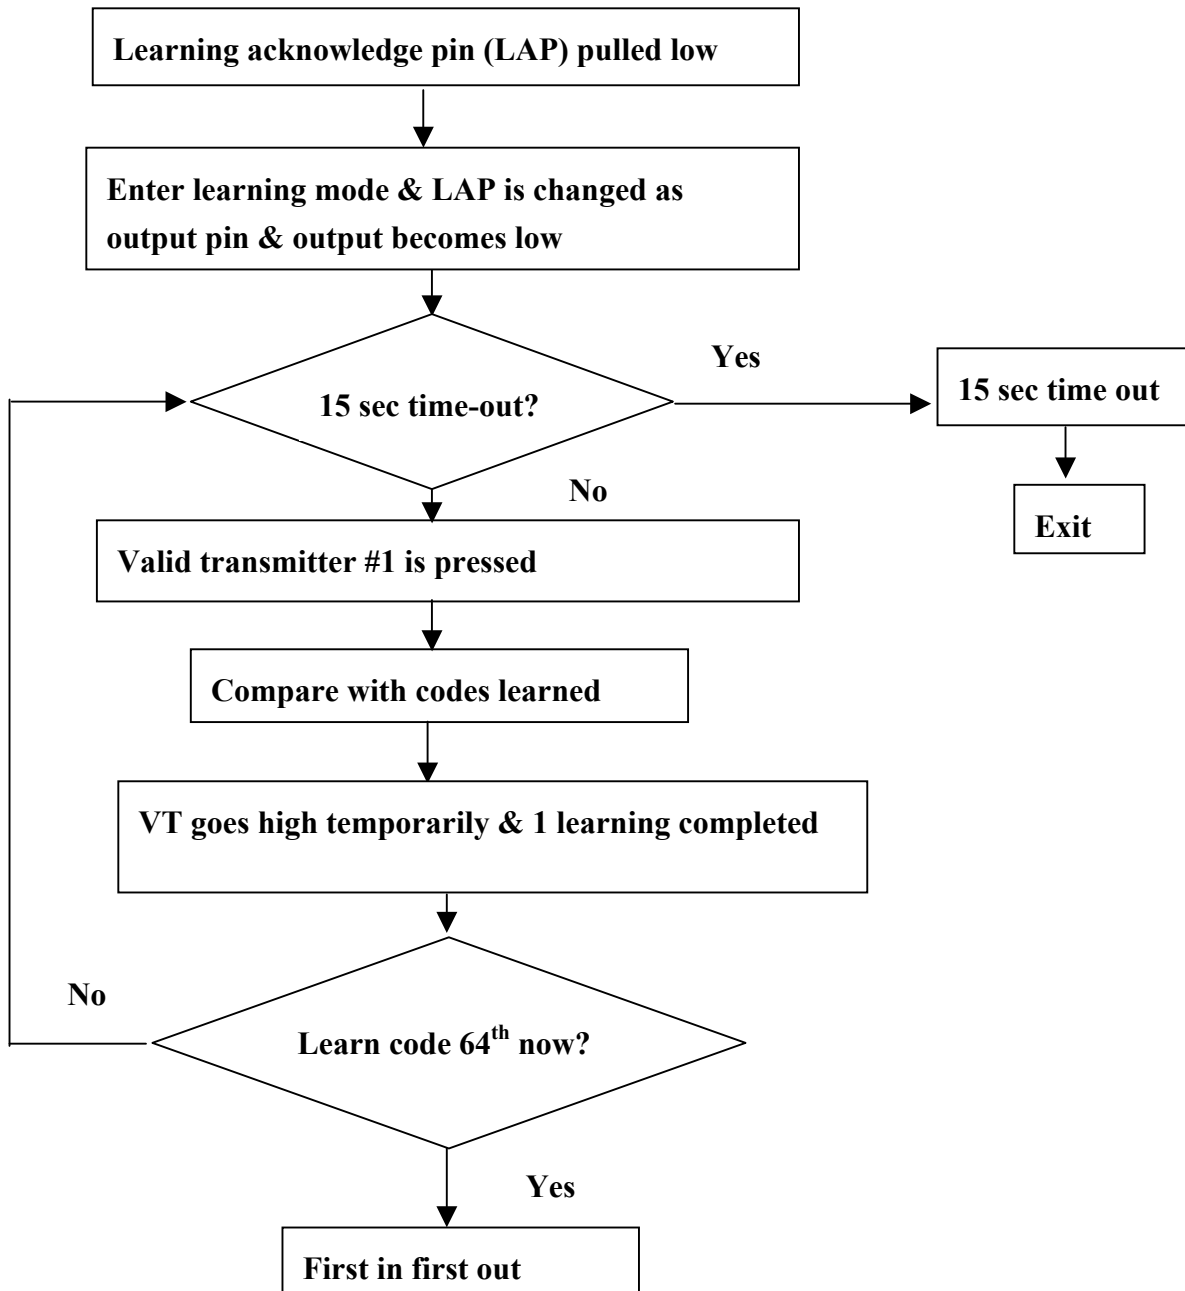 Learning acknowledge pin (LAP) pulled low
Enter learning mode & LAP is changed as
output pin & output becomes low
Yes
15 sec time-out?
15 sec time out
No
Exit
Valid transmitter #1 is pressed
Compare with codes learned
VT goes high temporarily & 1 learning completed
No
Learn code 64th now?
Yes
First in first out